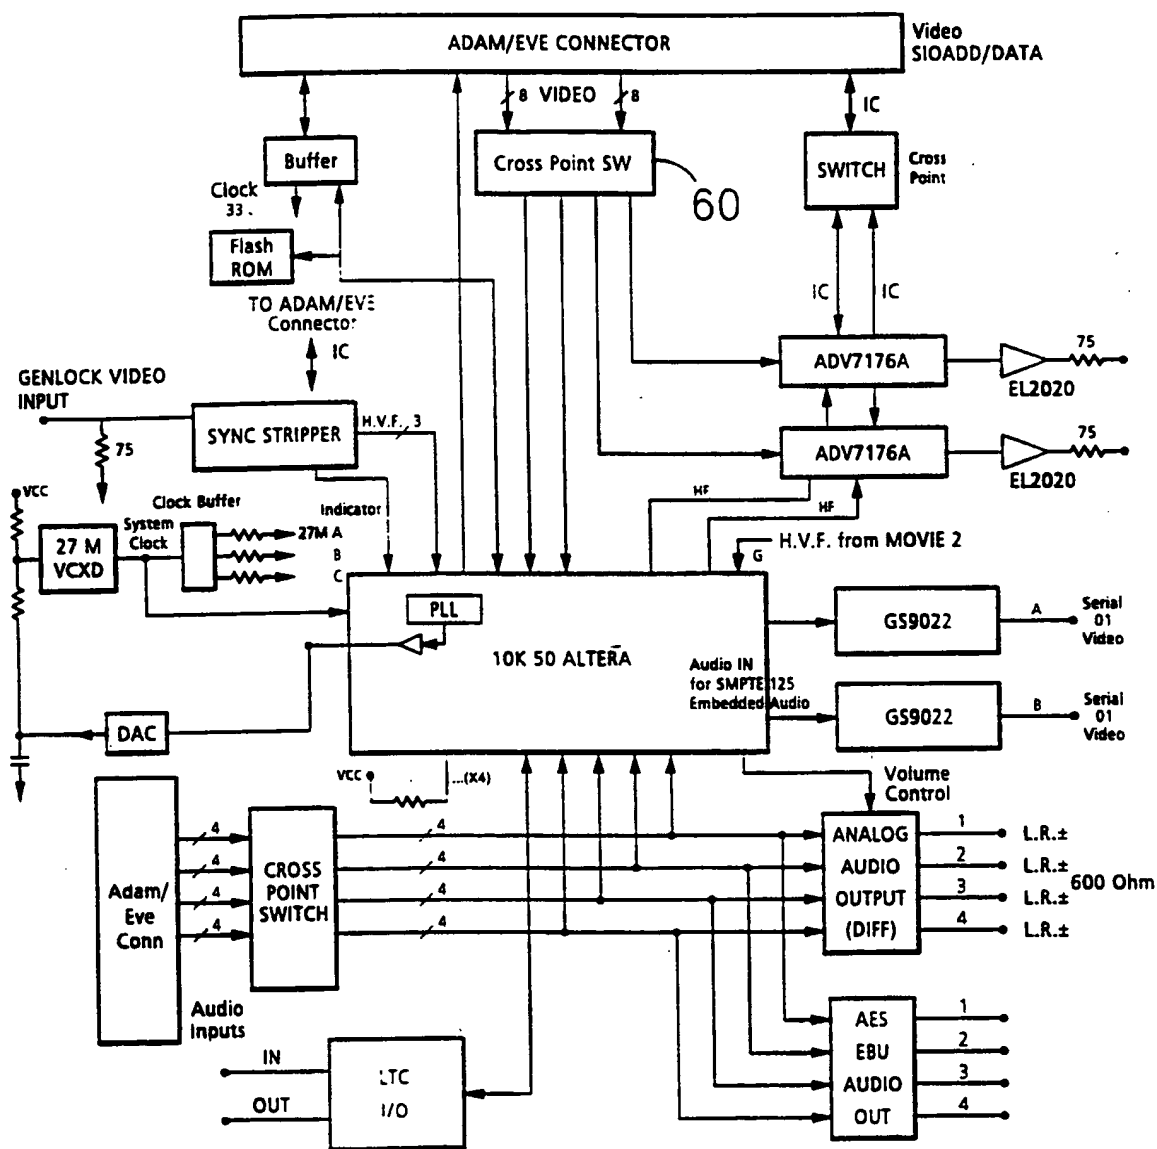 ADAM/EVE CONNECTOR
Video
SIOADD/DATA
8 VIDEO 8
IC
Buffer
Cross Point SW
SWITCH
Cross
Point
60
Clock
33
Flash
ROM
TO ADAM/EVE
Connector
IC
IC
IC
GENLOCK VIDEO
INPUT
75
SYNC STRIPPER
H.V.F. 3
ADV7176A
75
EL2020
ADV7176A
75
EL2020
HF
HF
VCC
Clock Buffer
System
Clock
27 M
VCXD
Indicator
27M A
B
C
G
H.V.F. from MOVIE 2
PLL
10K 50 ALTERA
GS9022
A
Serial
01
Video
Audio IN
for SMPTE 125
Embedded Audio
GS9022
B
Serial
01
Video
DAC
VCC
...(X4)
Volume
Control
Adam/
Eve
Conn
4
4
4
4
CROSS
POINT
SWITCH
4
4
4
4
ANALOG
AUDIO
OUTPUT
(DIFF)
1
2
3
4
L.R.±
L.R.±
L.R.±
L.R.±
600 Ohm
Audio
Inputs
IN
OUT
LTC
I/O
AES
EBU
AUDIO
OUT
1
2
3
4